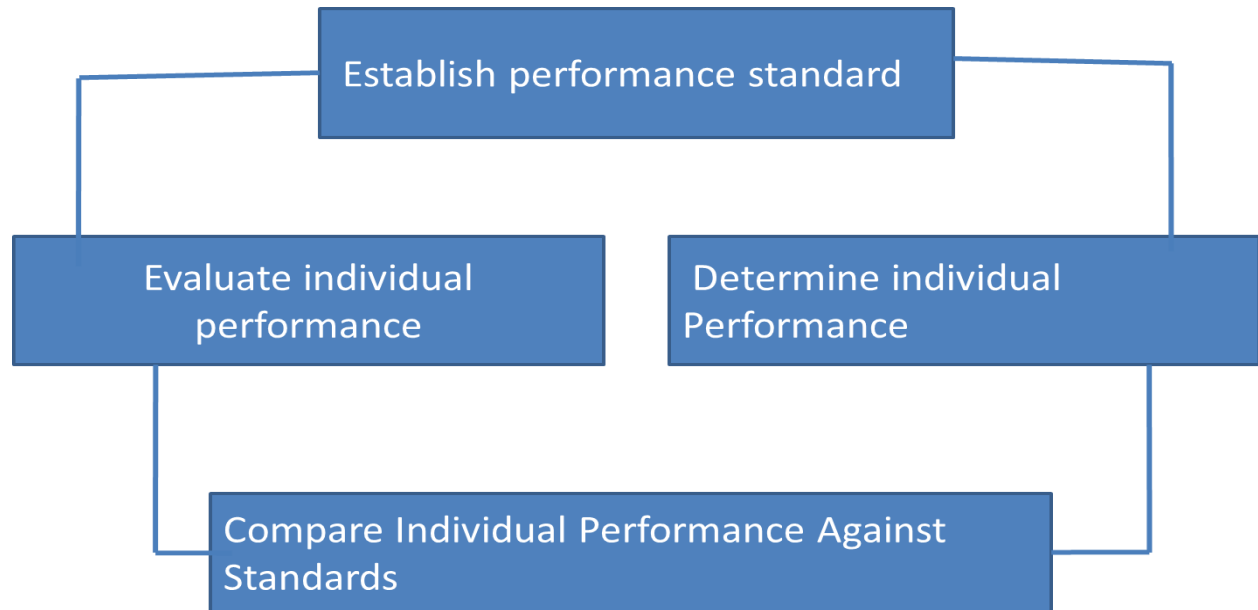 Establish performance standard
Evaluate individual
performance
Determine individual
Performance
Compare Individual Performance Against
Standards